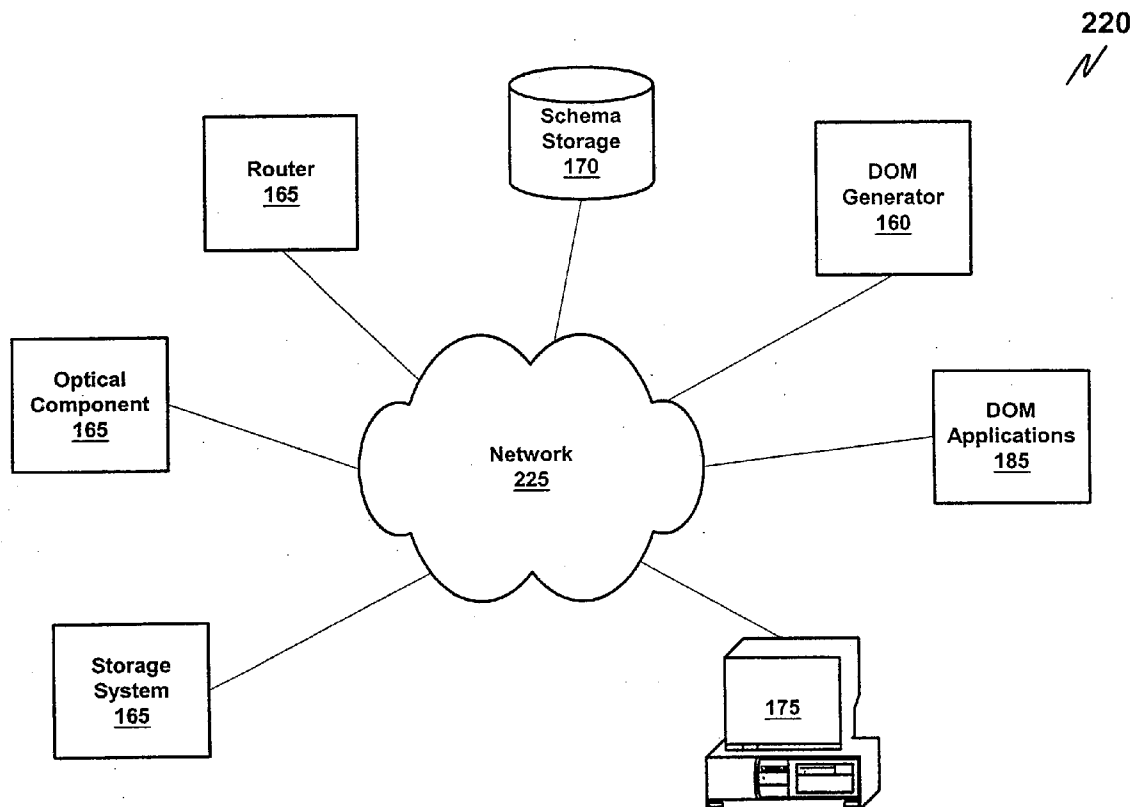 220
Schema
Storage
170
Router
165
DOM
Generator
160
Optical
Component
165
DOM
Applications
185
Network
225
Storage
System
165
175